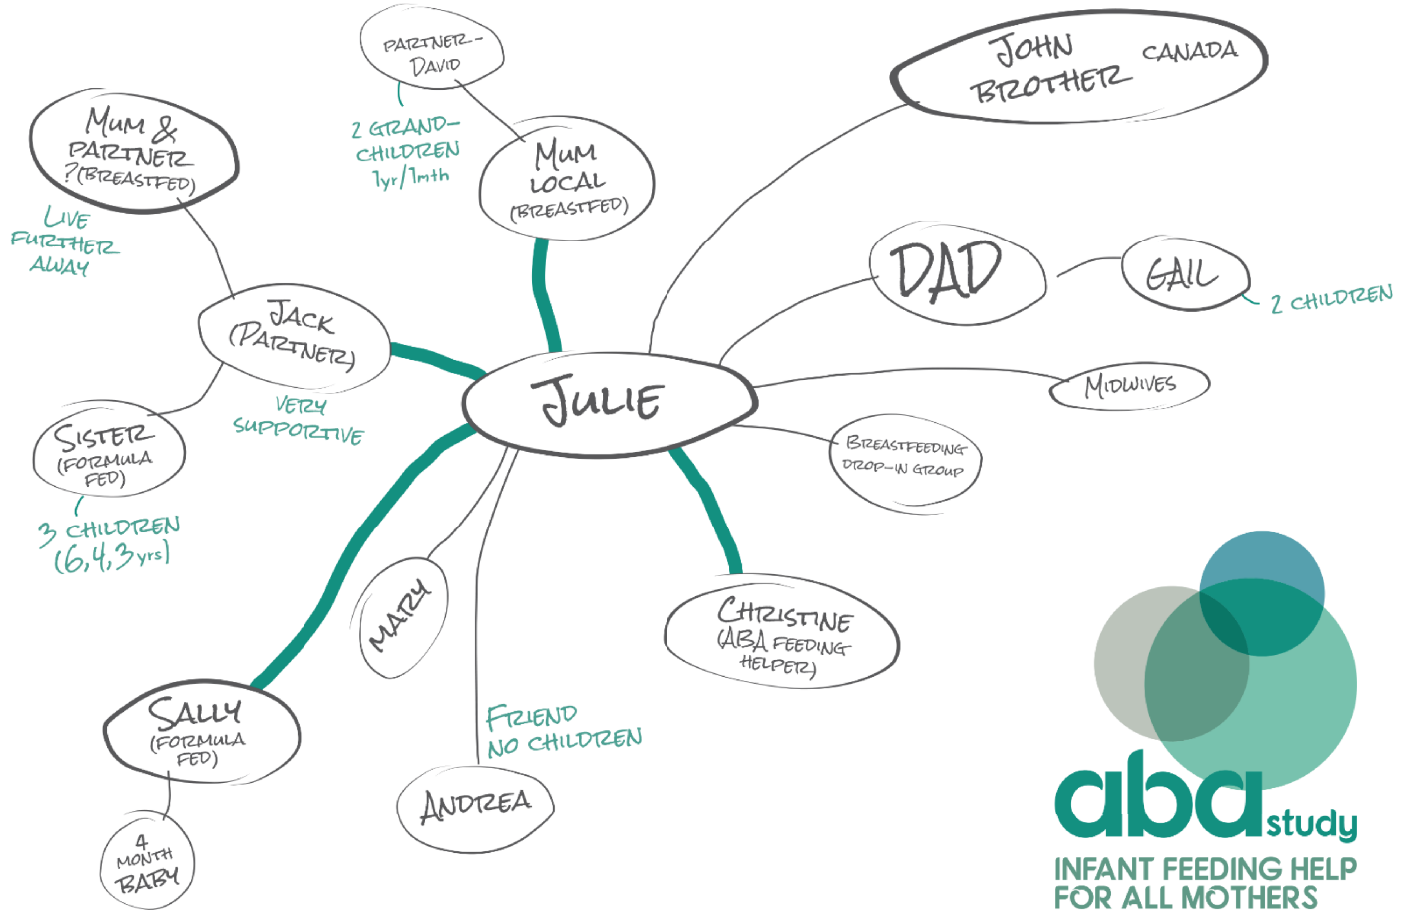 PARTNER-
DAVID
2 GRAND-
CHILDREN
1yr/1mth
MUM
LOCAL
(BREASTFED)
JOHN
BROTHER
CANADA
MUM &
PARTNER
?(BREASTFED)
LIVE
FURTHER
AWAY
DAD
GAIL
2 CHILDREN
JACK
(PARTNER)
VERY
SUPPORTIVE
JULIE
MIDWIVES
SISTER
(FORMULA
FED)
3 CHILDREN
(6,4,3yrs)
BREASTFEEDING
DROP-IN GROUP
MARY
CHRISTINE
(ABA FEEDING
HELPER)
SALLY
(FORMULA
FED)
4
MONTH
BABY
FRIEND
NO CHILDREN
ANDREA
aba study
INFANT FEEDING HELP
FOR ALL MOTHERS